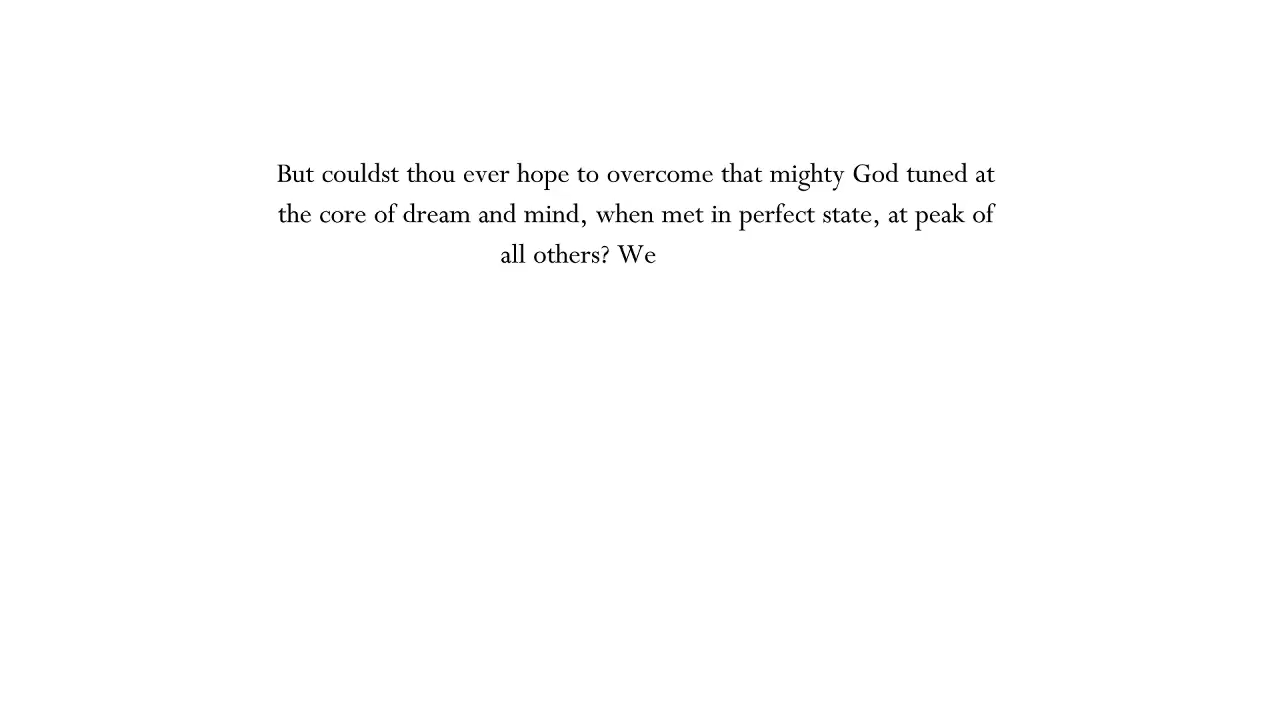 But couldst thou ever hope to overcome that mighty God tuned at
the core of dream and mind, when met in perfect state, at peak of
all others? We